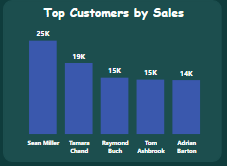 Top Customers by Sales
25K
19K
15K
15K
14K
Sean Miller
Tamara
Chand
Raymond
Buch
Tom
Ashbrook
Adrian
Barton